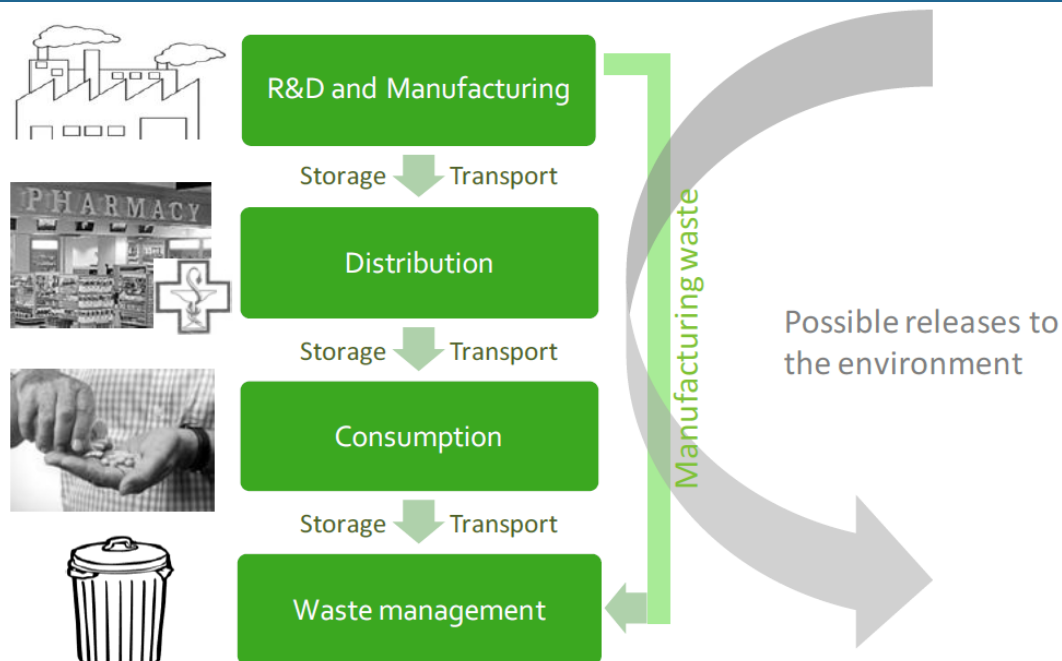 R&D and Manufacturing
Storage Transport
PHARMACY
Distribution
Manufacturing waste
Possible releases to
the environment
Storage Transport
Consumption
Storage Transport
Waste management